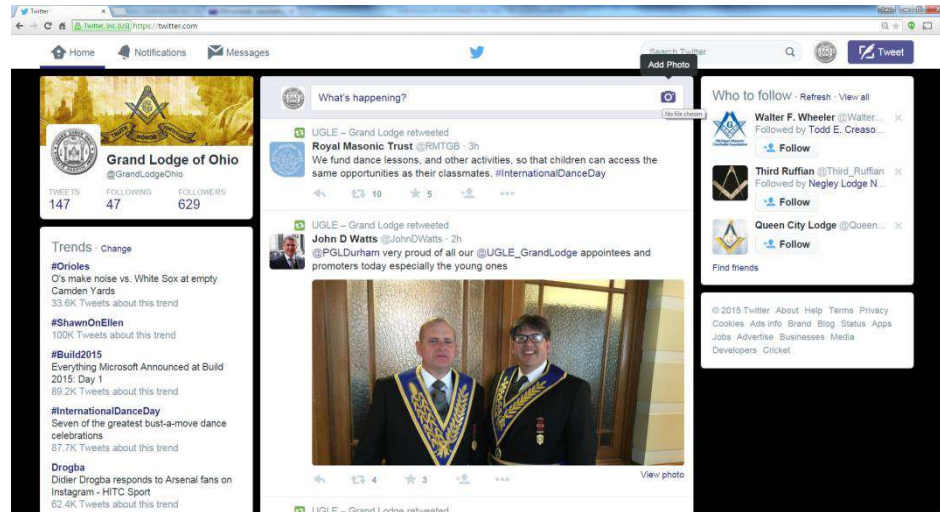 Twitter
Twitter, Inc. [US] https://twitter.com
Home
Notifications
Messages
Search Twitter
Tweet
Add Photo
No file chosen
TRUTH
HONOR
Grand Lodge of Ohio
@GrandLodgeOhio
TWEETS FOLLOWING FOLLOWERS
147 47 629
Trends · Change
#Orioles
O's make noise vs. White Sox at empty
Camden Yards
33.6K Tweets about this trend
#ShawnOnEllen
100K Tweets about this trend
#Build2015
Everything Microsoft Announced at Build
2015: Day 1
89.2K Tweets about this trend
#InternationalDanceDay
Seven of the greatest bust-a-move dance
celebrations
87.7K Tweets about this trend
Drogba
Didier Drogba responds to Arsenal fans on
Instagram - HITC Sport
62.4K Tweets about this trend
What's happening?
UGLE – Grand Lodge retweeted
Royal Masonic Trust @RMTGB · 3h
We fund dance lessons, and other activities, so that children can access the
same opportunities as their classmates. #InternationalDanceDay
10 5
UGLE – Grand Lodge retweeted
John D Watts @JohnDWatts · 2h
@PGLDurham very proud of all our @UGLE_GrandLodge appointees and
promoters today especially the young ones
4 3
View photo
UGLE – Grand Lodge retweeted
Who to follow · Refresh · View all
Walter F. Wheeler @Walter...
Followed by Todd E. Creaso...
Follow
Third Ruffian @Third_Ruffian
Followed by Negley Lodge N...
Follow
Queen City Lodge @Queen...
Follow
Find friends
© 2015 Twitter About Help Terms Privacy
Cookies Ads info Brand Blog Status Apps
Jobs Advertise Businesses Media
Developers Cricket